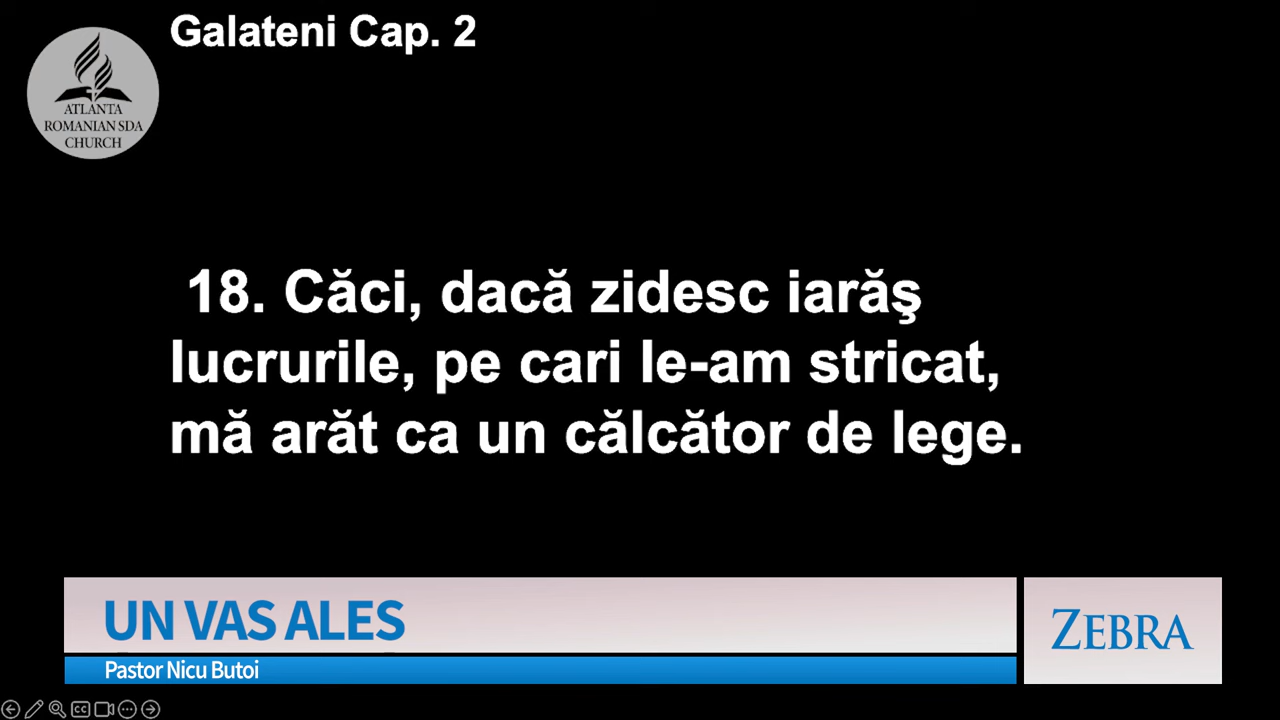 Galateni Cap. 2
ATLANTA
ROMANIAN SDA
CHURCH
18. Căci, dacă zidesc iarăş
lucrurile, pe cari le-am stricat,
mă arăt ca un călcător de lege.
UN VAS ALES
ZEBRA
Pastor Nicu Butoi
CC